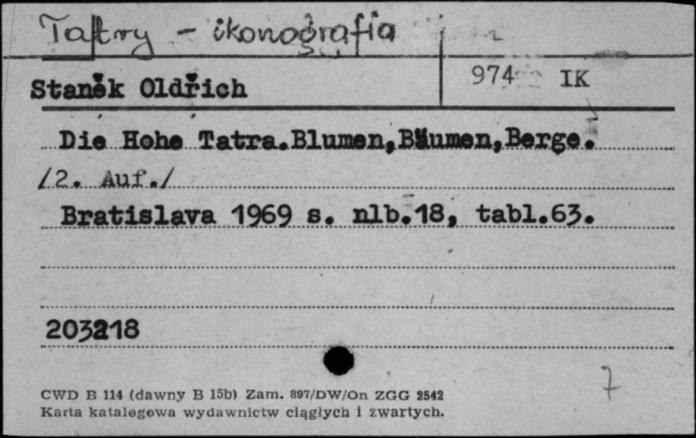 Tatry - ikonografia
Staněk Oldřich
974 IK
Die Hohe Tatra.Blumen,Bäumen,Berge.
/2. Auf./
Bratislava 1969 s. nlb.18, tabl.63.
203218
7
CWD B 114 (dawny B 15b) Zam. 897/DW/On ZGG 2542
Karta katalogowa wydawnictw ciągłych i zwartych.